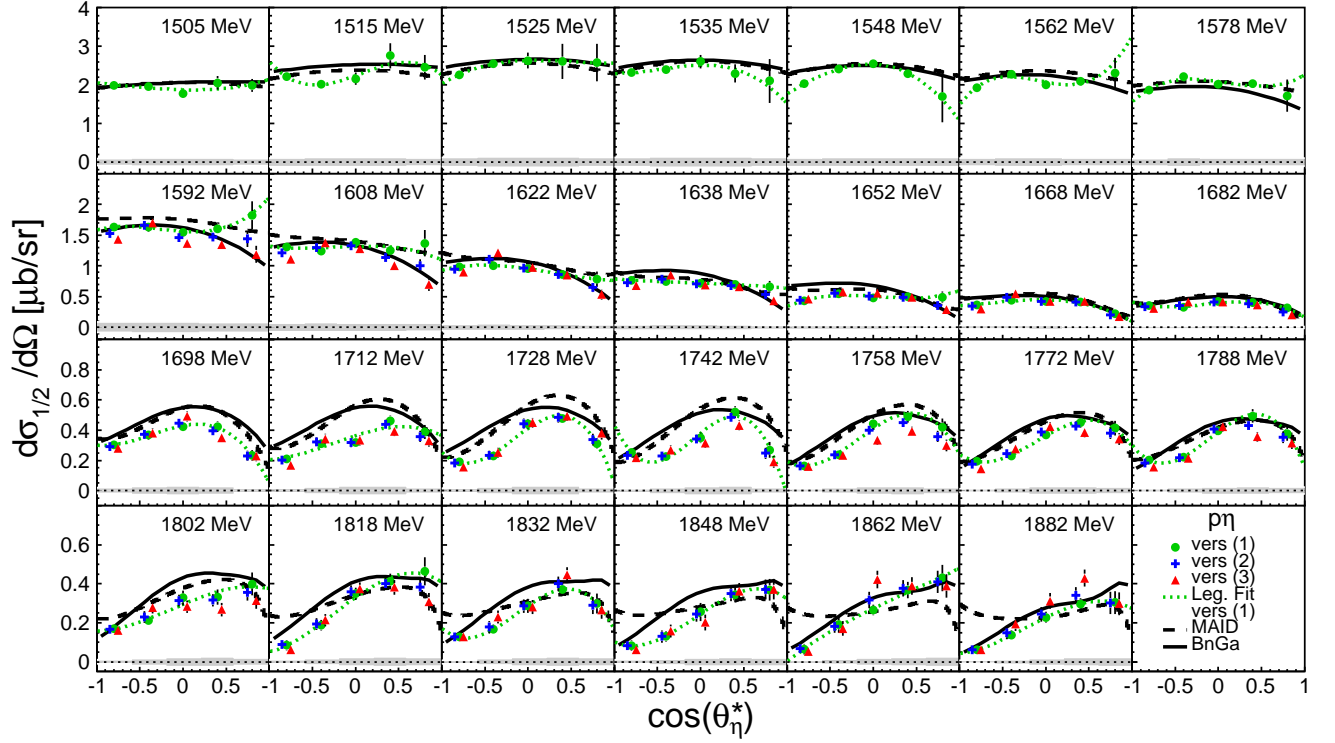 1505 MeV 1515 MeV 1525 MeV 1535 MeV 1548 MeV 1562 MeV 1578 MeV
4
3
2
1
0
1592 MeV 1608 MeV 1622 MeV 1638 MeV 1652 MeV 1668 MeV 1682 MeV
2
1.5
1
0.5
0
dσ1/2/dΩ [μb/sr]
1698 MeV 1712 MeV 1728 MeV 1742 MeV 1758 MeV 1772 MeV 1788 MeV
0.8
0.6
0.4
0.2
0
1802 MeV 1818 MeV 1832 MeV 1848 MeV 1862 MeV 1882 MeV
0.6
0.4
0.2
0
pη
vers (1)
vers (2)
vers (3)
Leg. Fit
vers (1)
MAID
BnGa
-1 -0.5 0 0.5 -1 -0.5 0 0.5 -1 -0.5 0 0.5 -1 -0.5 0 0.5 -1 -0.5 0 0.5 -1 -0.5 0 0.5 -1 -0.5 0 0.5 1
cos(θ*η)